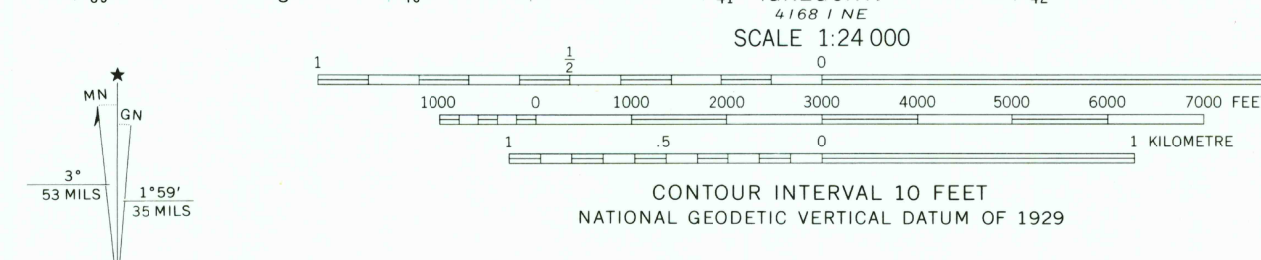 4168 I NE
SCALE 1:24 000
1 1/2 0
1000 0 1000 2000 3000 4000 5000 6000 7000 FEE
1 .5 0 1 KILOMETRE
CONTOUR INTERVAL 10 FEET
NATIONAL GEODETIC VERTICAL DATUM OF 1929
★
MN
GN
3°
53 MILS
1°59′
35 MILS